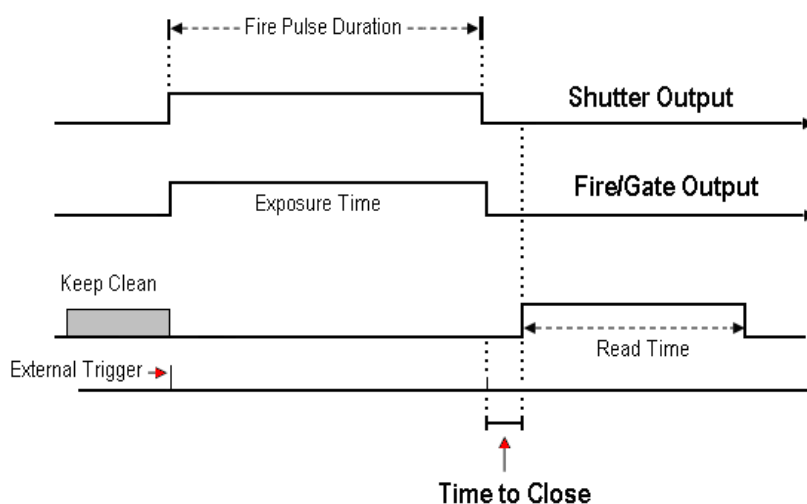 Fire Pulse Duration
Shutter Output
Fire/Gate Output
Exposure Time
Keep Clean
Read Time
External Trigger
Time to Close